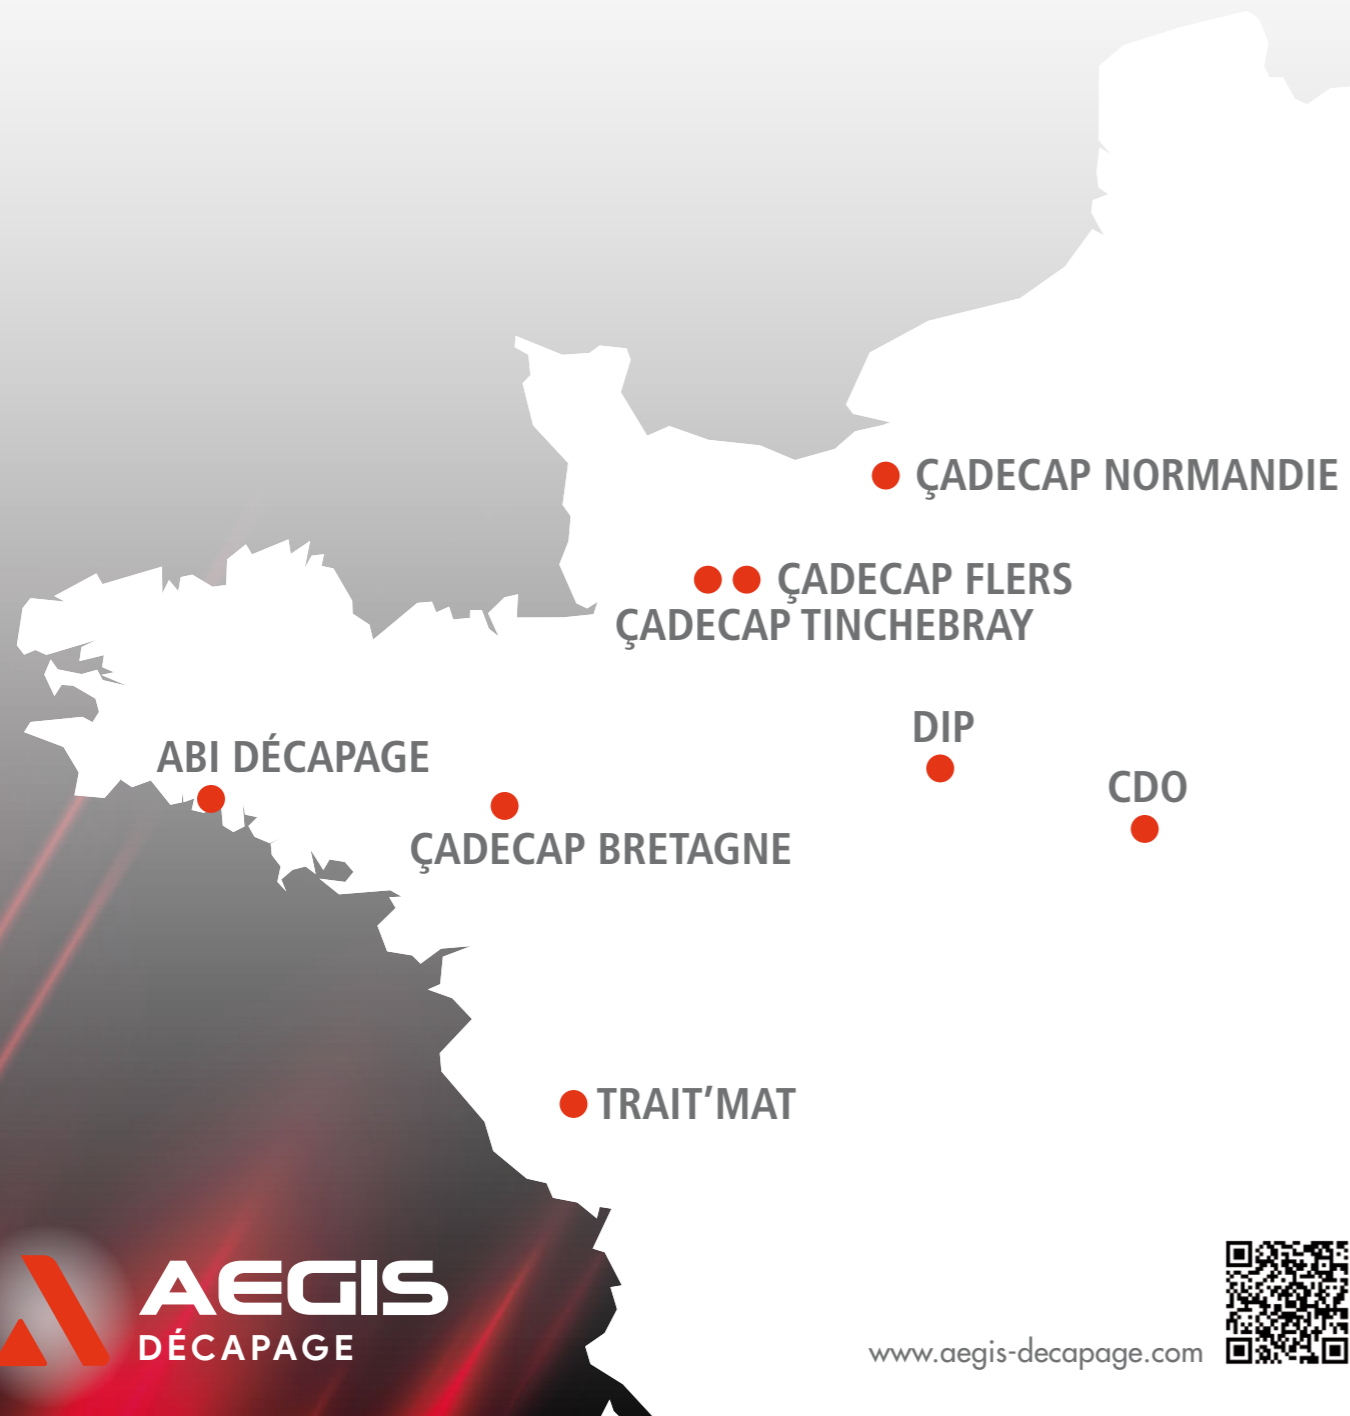 ÇADECAP NORMANDIE
ÇADECAP FLERS
ÇADECAP TINCHEBRAY
DIP
ABI DÉCAPAGE
CDO
ÇADECAP BRETAGNE
TRAIT’MAT
AEGIS
DÉCAPAGE
www.aegis-decapage.com